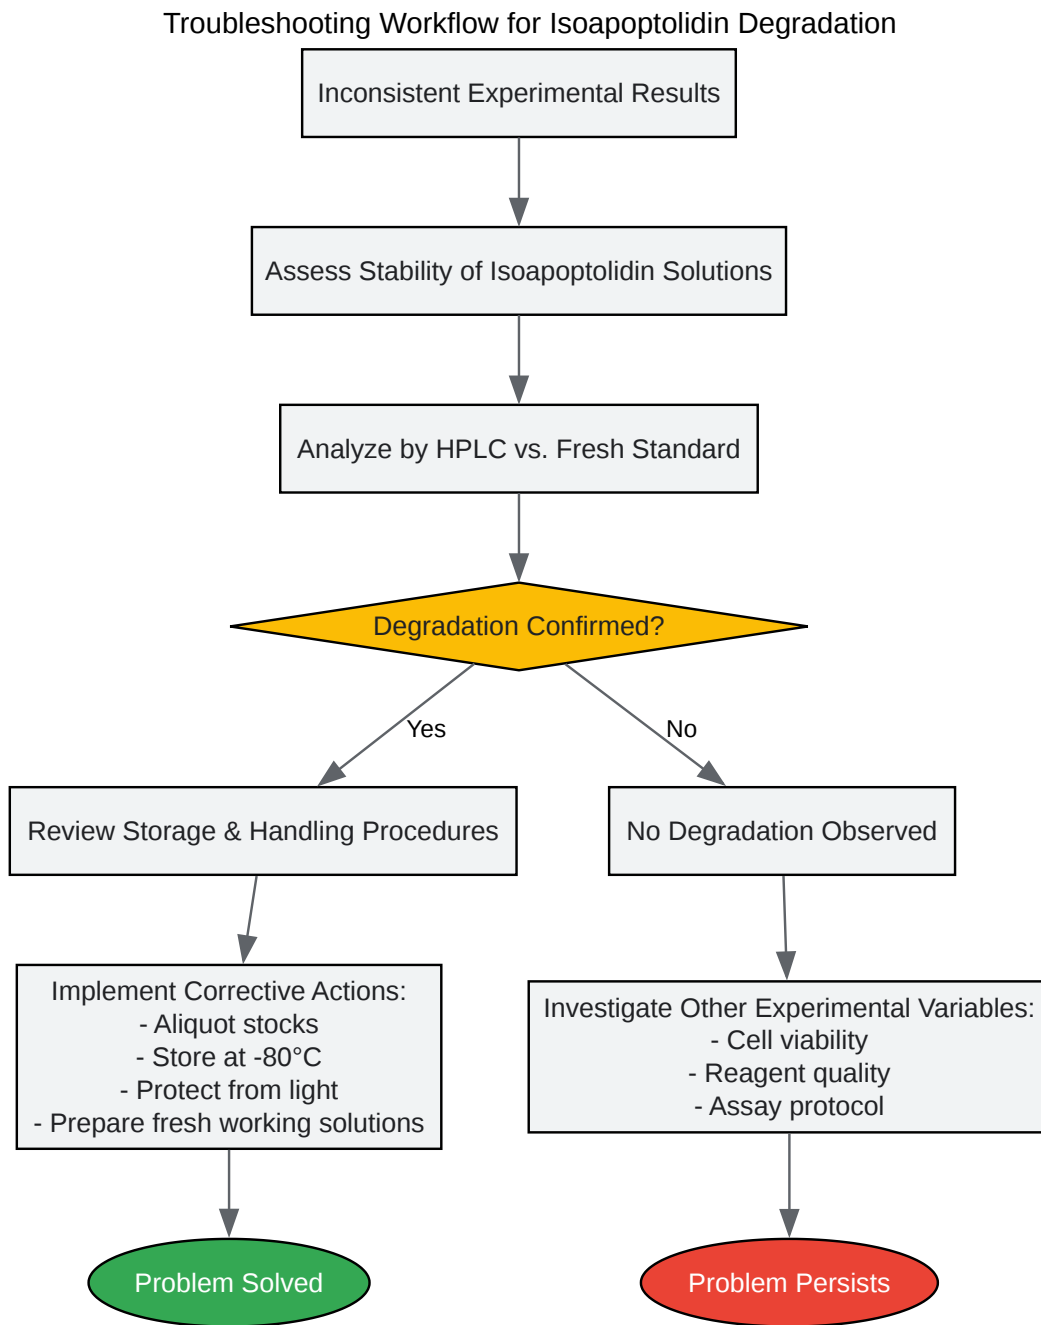 Troubleshooting Workflow for Isoapoptolidin Degradation
Inconsistent Experimental Results
Assess Stability of Isoapoptolidin Solutions
Analyze by HPLC vs. Fresh Standard
Degradation Confirmed?
Yes
No
Review Storage & Handling Procedures
No Degradation Observed
Implement Corrective Actions:
- Aliquot stocks
- Store at -80°C
- Protect from light
- Prepare fresh working solutions
Investigate Other Experimental Variables:
- Cell viability
- Reagent quality
- Assay protocol
Problem Solved
Problem Persists